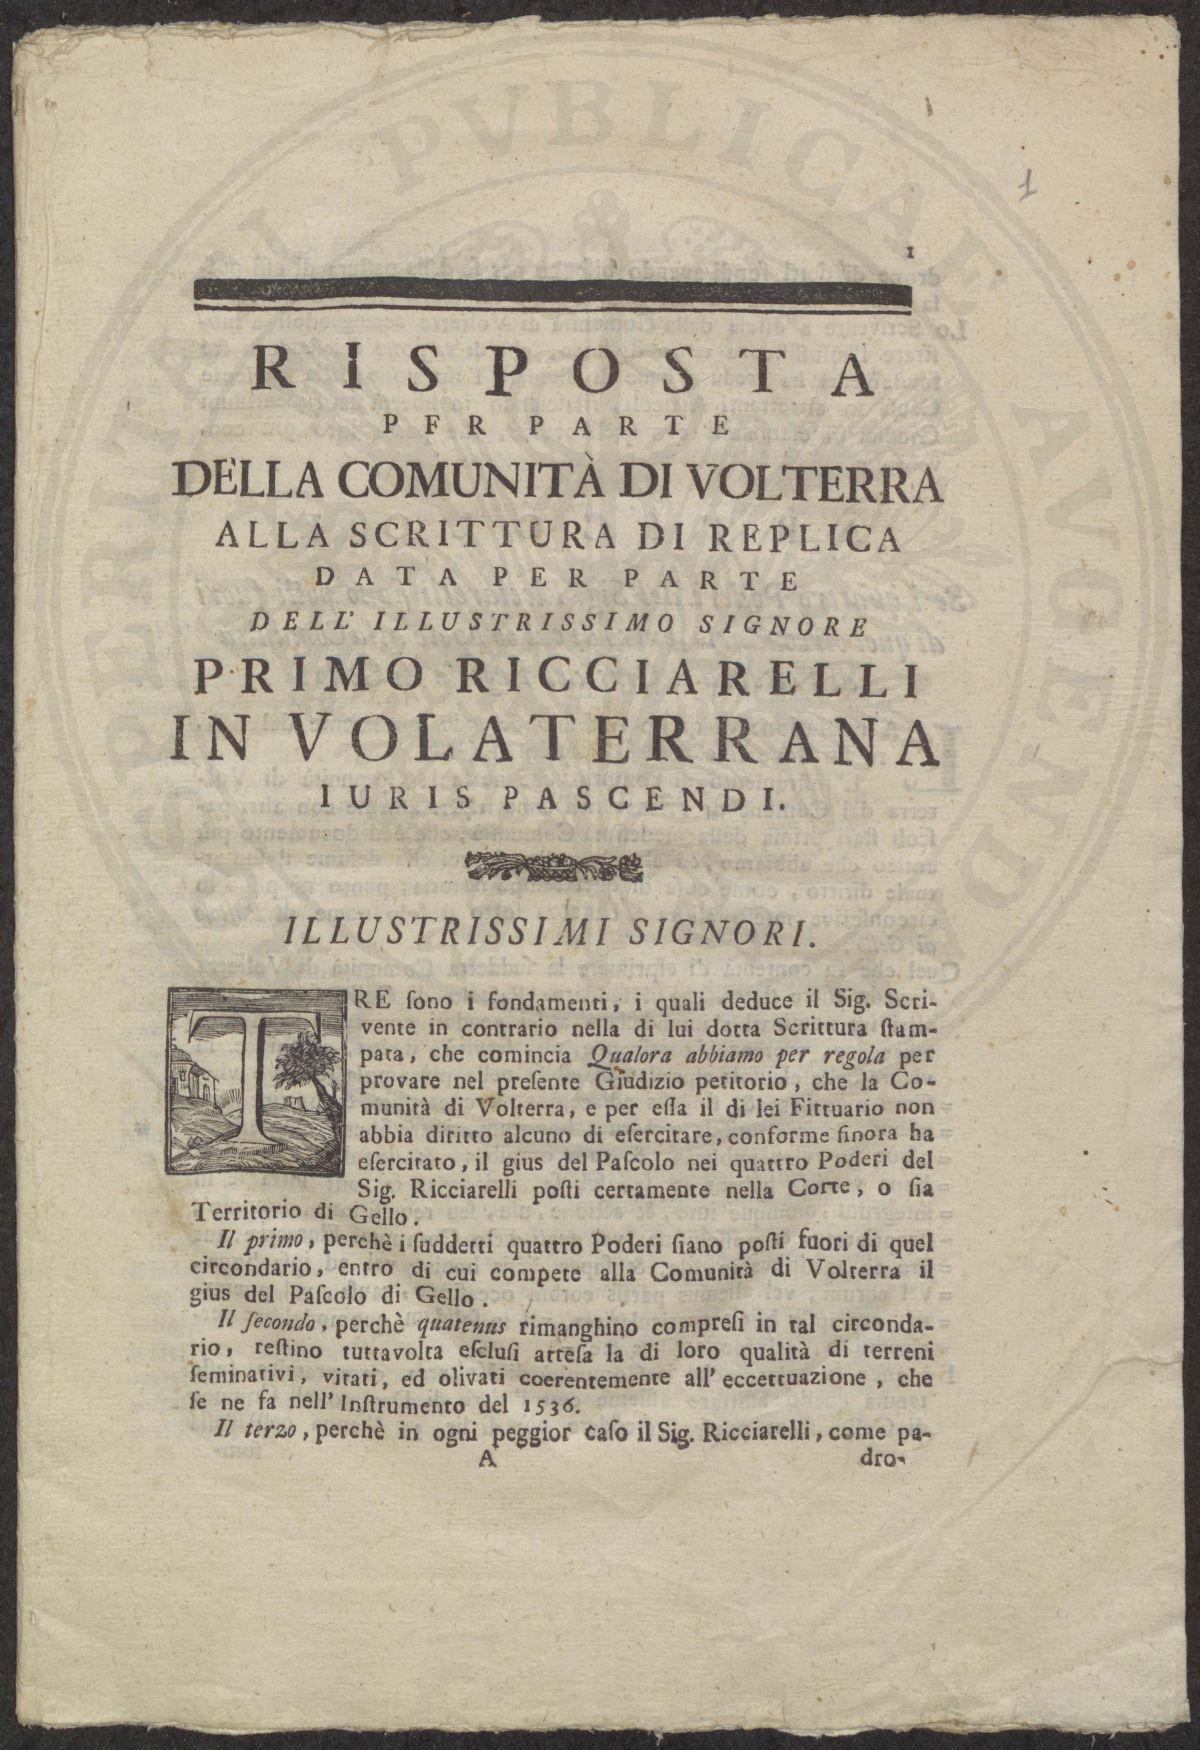 1
1
RISPOSTA
PFR PARTE
DELLA COMUNITÀ DI VOLTERRA
ALLA SCRITTURA DI REPLICA
DATA PER PARTE
DELL' ILLUSTRISSIMO SIGNORE
PRIMO RICCIARELLI
IN VOLATERRANA
IURIS PASCENDI.
ILLUSTRISSIMI SIGNORI.
TRE ſono i fondamenti, i quali deduce il Sig. Scri-
vente in contrario nella di lui dotta Scrittura ſtam-
pata, che comincia Qualora abbiamo per regola per
provare nel preſente Giudizio petitorio, che la Co-
munità di Volterra, e per eſſa il di lei Fittuario non
abbia diritto alcuno di eſercitare, conforme finora ha
eſercitato, il gius del Paſcolo nei quattro Poderi del
Sig. Ricciarelli poſti certamente nella Corte, o ſia
Territorio di Gello.
Il primo, perchè i ſuddetti quattro Poderi ſiano poſti fuori di quel
circondario, entro di cui compete alla Comunità di Volterra il
gius del Paſcolo di Gello.
Il ſecondo, perchè quatenus rimanghino compreſi in tal circonda-
rio, reſtino tuttavolta eſcluſi atteſa la di loro qualità di terreni
ſeminativi, vitati, ed olivati coerentemente all' eccettuazione, che
ſe ne fa nell' Inſtrumento del 1536.
Il terzo, perchè in ogni peggior caſo il Sig. Ricciarelli, come pa-
A dro-